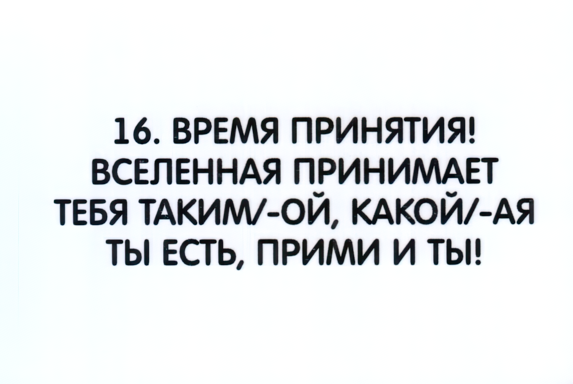 16. ВРЕМЯ ПРИНЯТИЯ!
ВСЕЛЕННАЯ ПРИНИМАЕТ
ТЕБЯ ТАКИМ/-ОЙ, КАКОЙ/-АЯ
ТЫ ЕСТЬ, ПРИМИ И ТЫ!